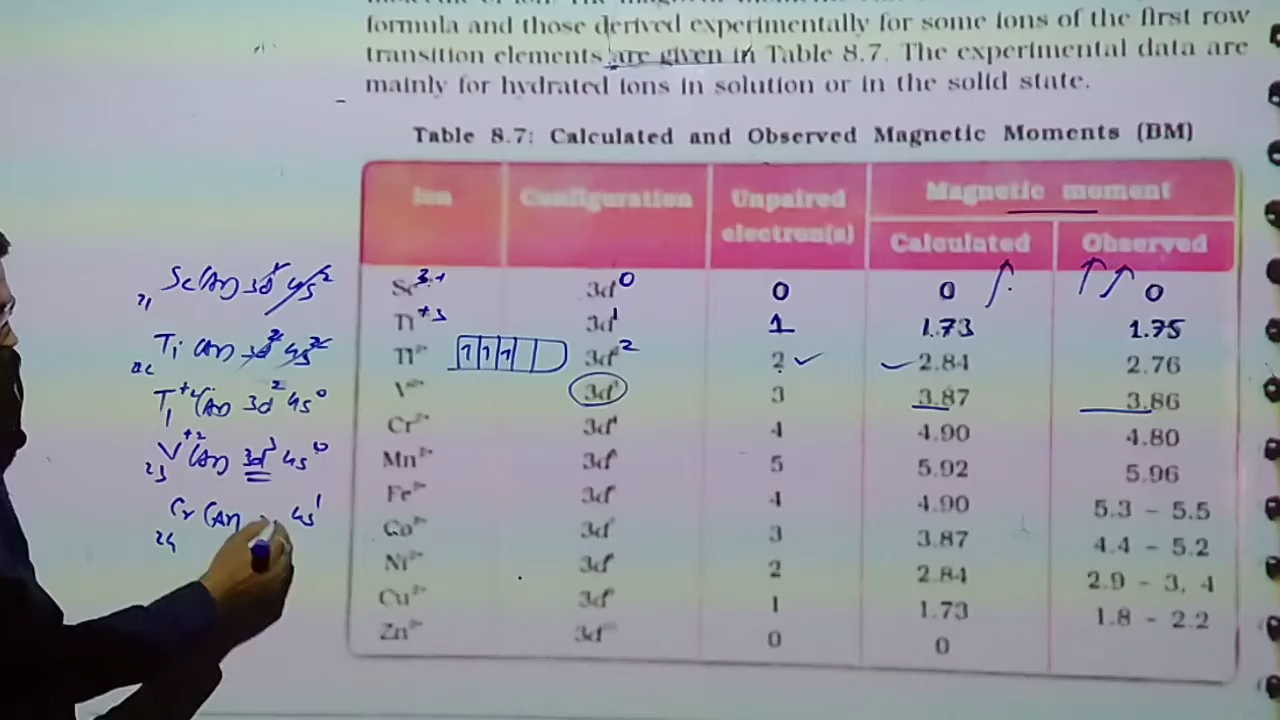 formula and those derived experimentally for some ions of the first row
transition elements are given in Table 8.7. The experimental data are
mainly for hydrated ions in solution or in the solid state.
Table 8.7: Calculated and Observed Magnetic Moments (BM)
Ion Configuration Unpaired electron(s) Magnetic moment
Calculated Observed
Sc3+ 3d0 0 0 0
Ti+3 3d1 1 1.73 1.75
Ti2+ 3d2 2 2.84 2.76
V2+ 3d3 3 3.87 3.86
Cr2+ 3d4 4 4.90 4.80
Mn2+ 3d5 5 5.92 5.96
Fe2+ 3d 4 4.90 5.3 - 5.5
Co2+ 3d 3 3.87 4.4 - 5.2
Ni2+ 3d 2 2.84 2.9 - 3, 4
Cu2+ 3d 1 1.73 1.8 - 2.2
Zn2+ 3d 0 0
21 Sc (Ar) 3d1 4s2
22 Ti (Ar) 3d2 4s2
Ti+2 (Ar) 3d2 4s0
23 V+2 (Ar) 3d3 4s0
24 Cr (Ar) 4s1